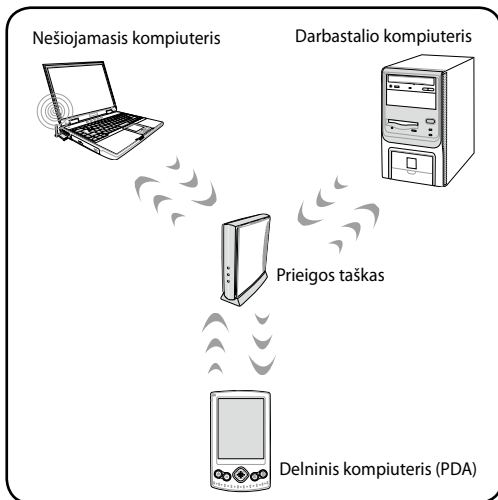 Nešiojamasis kompiuteris
Darbastalio kompiuteris
Prieigos taškas
Delninis kompiuteris (PDA)